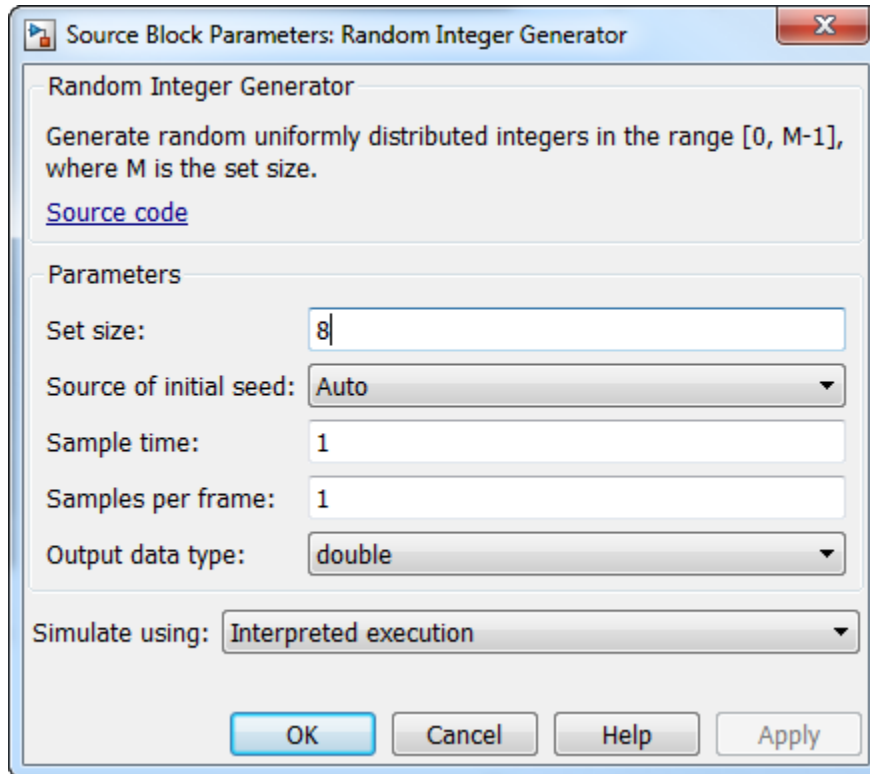 Source Block Parameters: Random Integer Generator
Random Integer Generator
Generate random uniformly distributed integers in the range [0, M-1],
where M is the set size.
Source code
Parameters
Set size: 8
Source of initial seed: Auto
Sample time: 1
Samples per frame: 1
Output data type: double
Simulate using: Interpreted execution
OK Cancel Help Apply